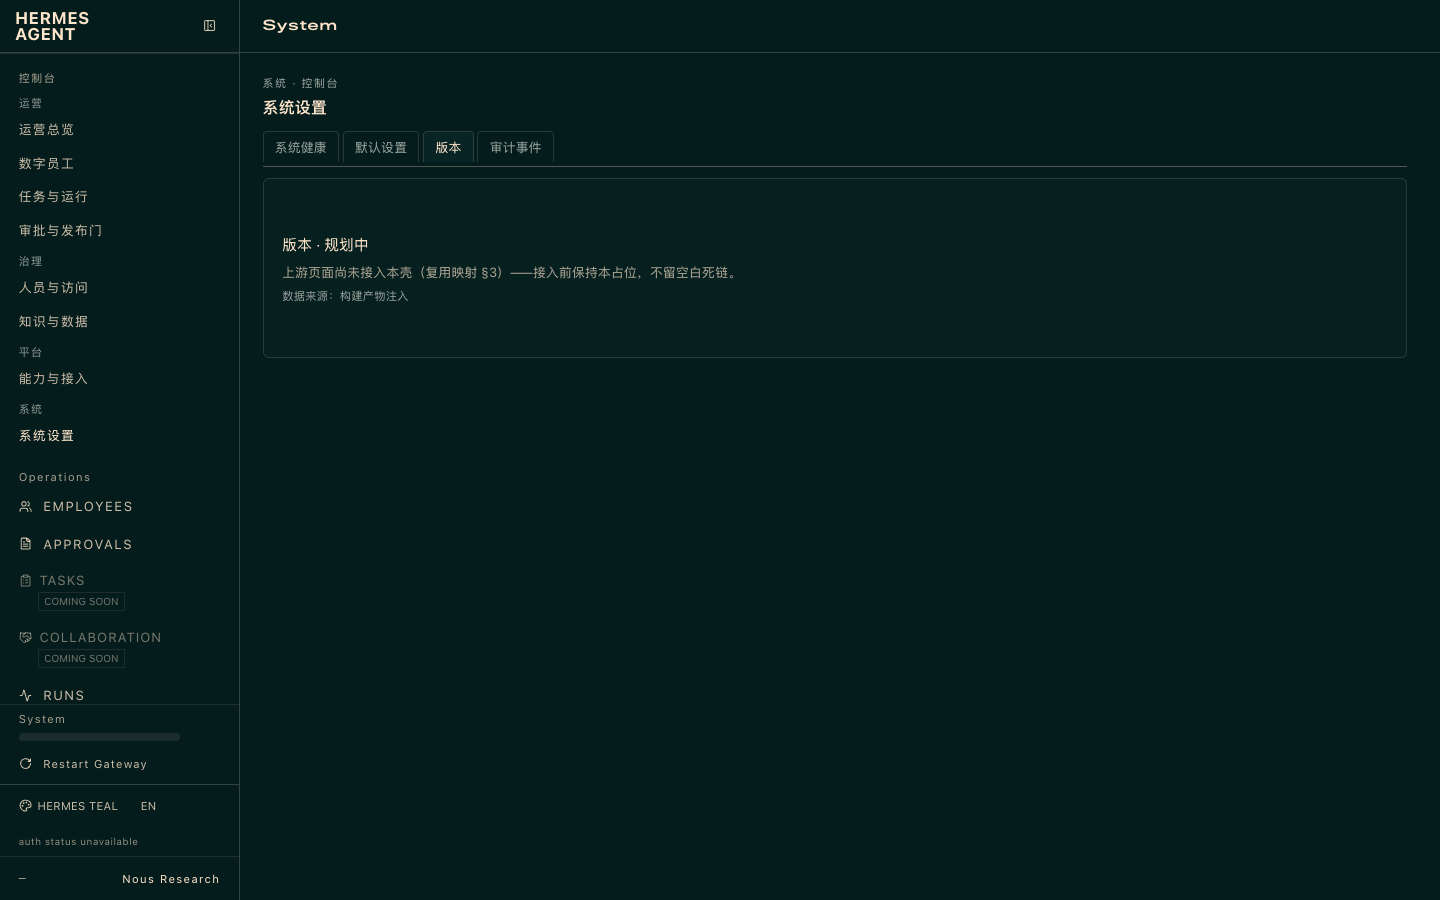 HERMES
AGENT
System
控制台
运营
运营总览
数字员工
任务与运行
审批与发布门
治理
人员与访问
知识与数据
平台
能力与接入
系统
系统设置
Operations
EMPLOYEES
APPROVALS
TASKS
COMING SOON
COLLABORATION
COMING SOON
RUNS
System
Restart Gateway
HERMES TEAL EN
auth status unavailable
— Nous Research
系统 · 控制台
系统设置
系统健康 默认设置 版本 审计事件
版本 · 规划中
上游页面尚未接入本壳（复用映射 §3）——接入前保持本占位，不留空白死链。
数据来源：构建产物注入